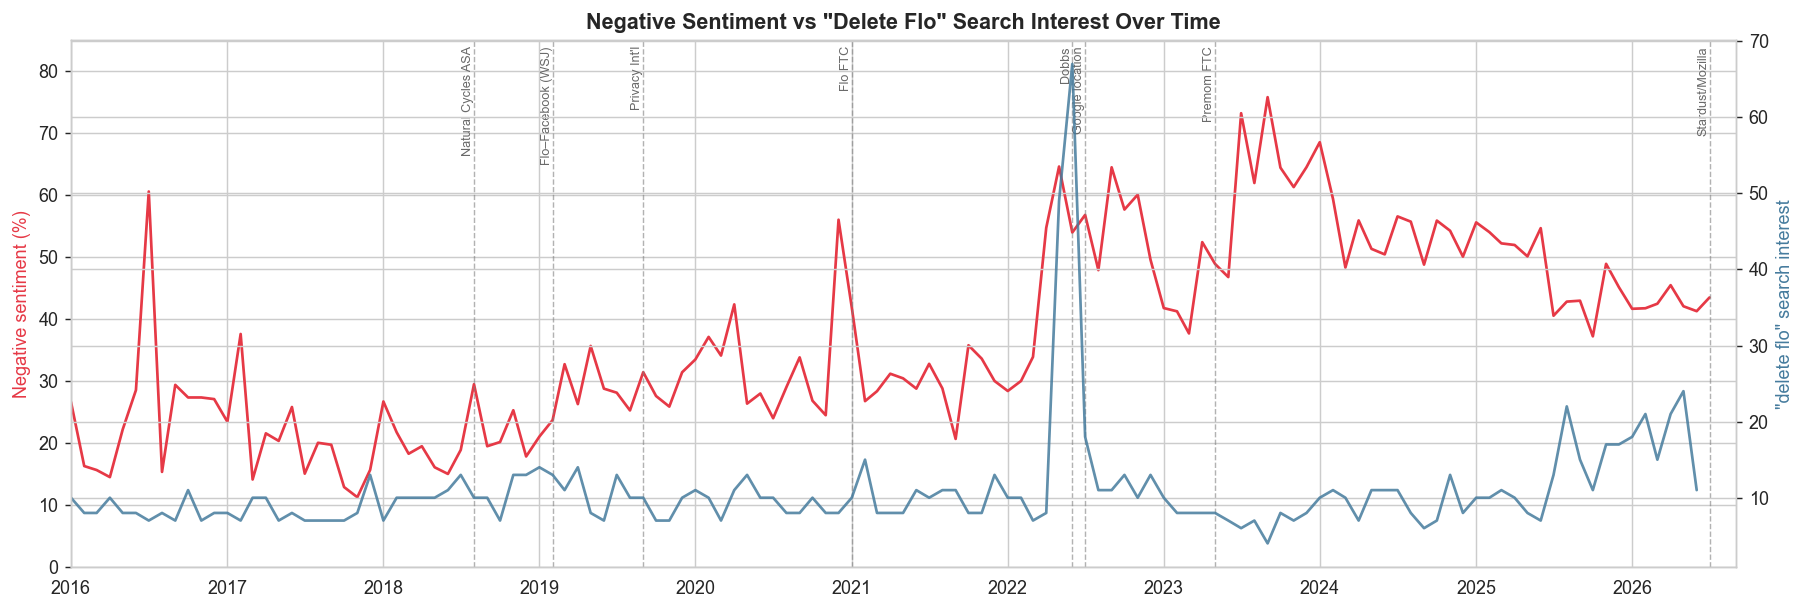 Negative Sentiment vs "Delete Flo" Search Interest Over Time
Negative sentiment (%)
80
70
60
50
40
30
20
10
0
Natural Cycles ASA
Flo–Facebook (WSJ)
Privacy Int'l
Flo FTC
Dobbs
Google location
Premom FTC
Stardust/Mozilla
70
60
50
40
30
20
10
"delete flo" search interest
2016
2017
2018
2019
2020
2021
2022
2023
2024
2025
2026